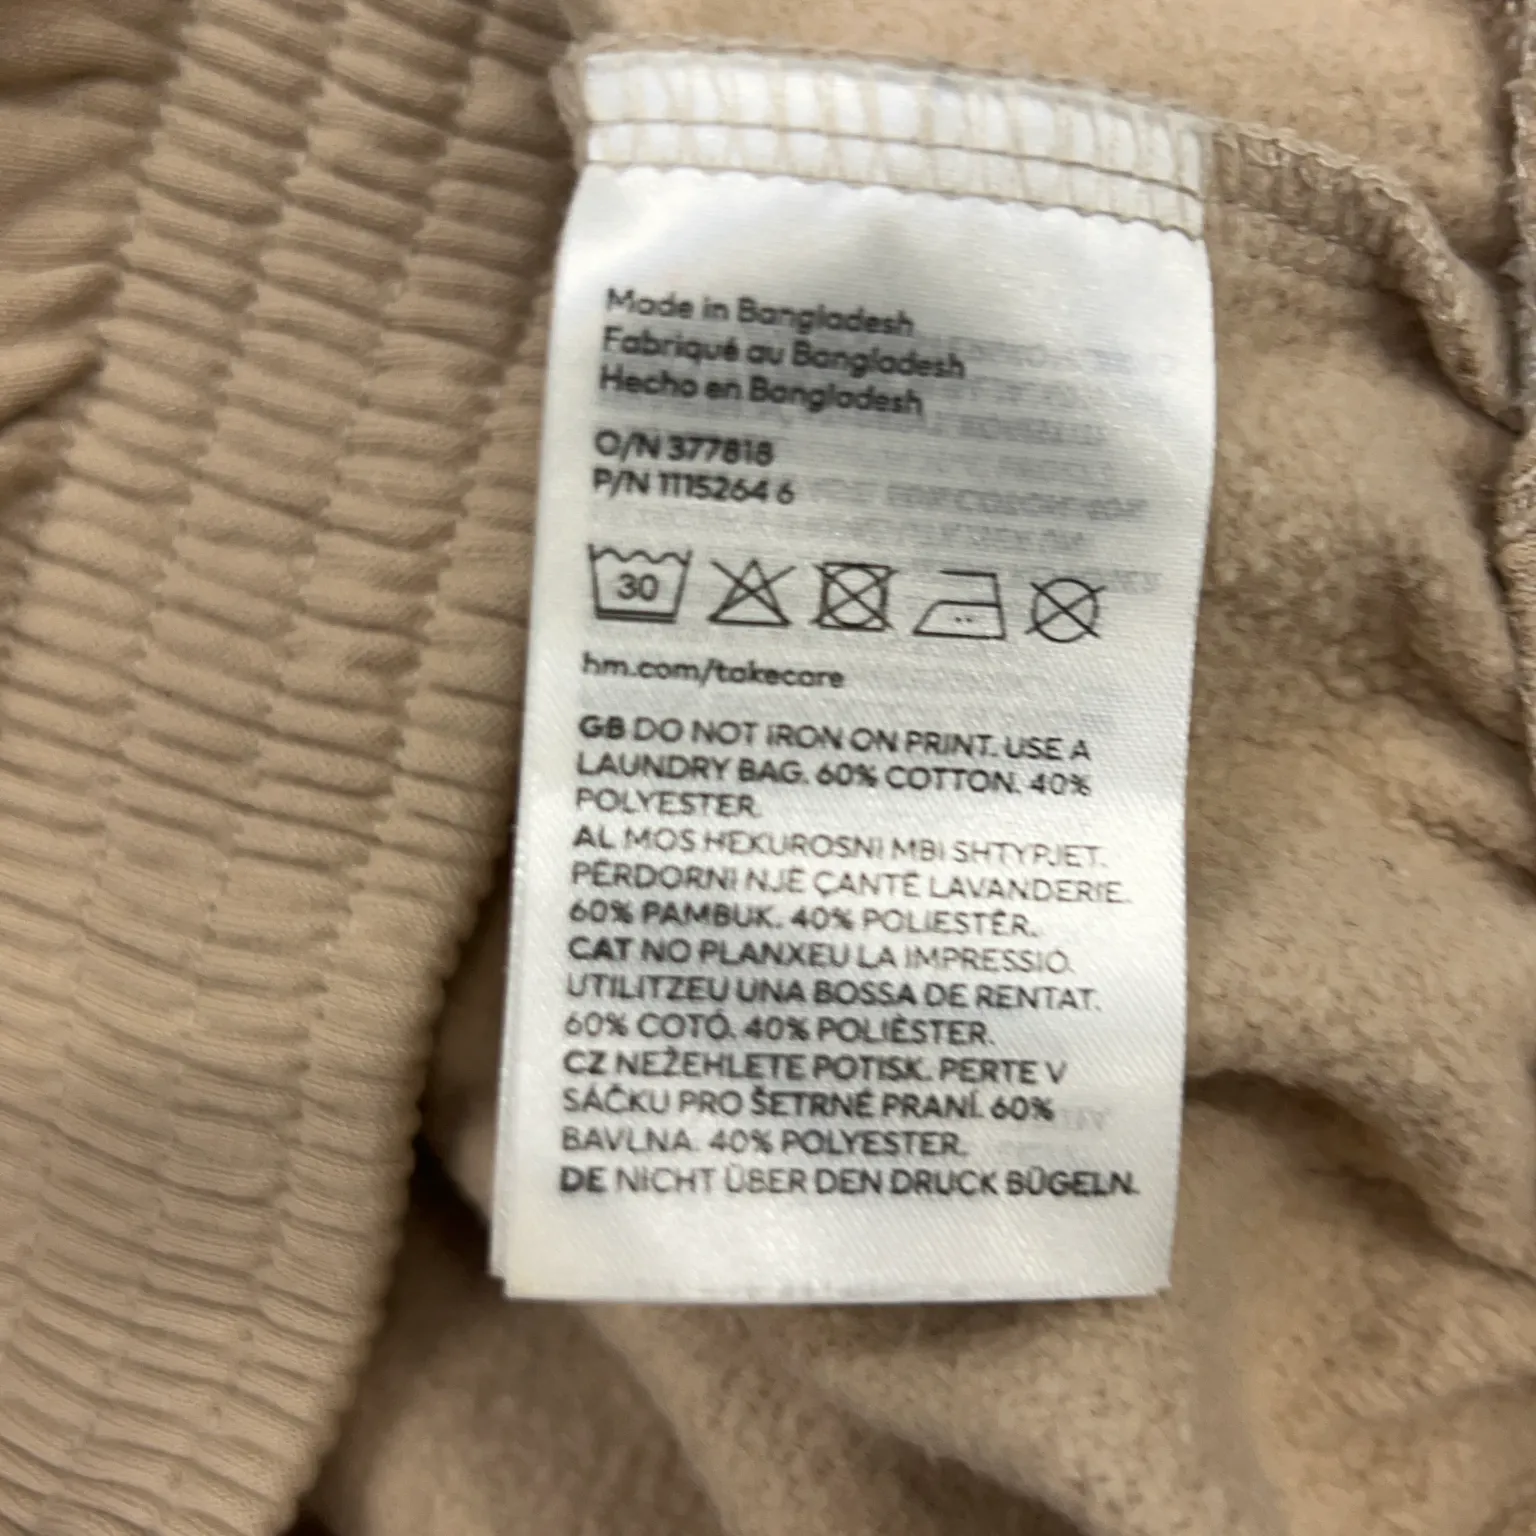 Made in Bangladesh
Fabriqué au Bangladesh
Hecho en Bangladesh
O/N 377818
P/N 1115264 6
30
hm.com/takecare
GB DO NOT IRON ON PRINT. USE A
LAUNDRY BAG. 60% COTTON. 40%
POLYESTER.
AL MOS HEKUROSNI MBI SHTYPJET.
PËRDORNI NJË ÇANTË LAVANDERIE.
60% PAMBUK. 40% POLIESTËR.
CAT NO PLANXEU LA IMPRESSIÓ.
UTILITZEU UNA BOSSA DE RENTAT.
60% COTÓ. 40% POLIÈSTER.
CZ NEŽEHLETE POTISK. PERTE V
SÁČKU PRO ŠETRNÉ PRANÍ. 60%
BAVLNA. 40% POLYESTER.
DE NICHT ÜBER DEN DRUCK BÜGELN.